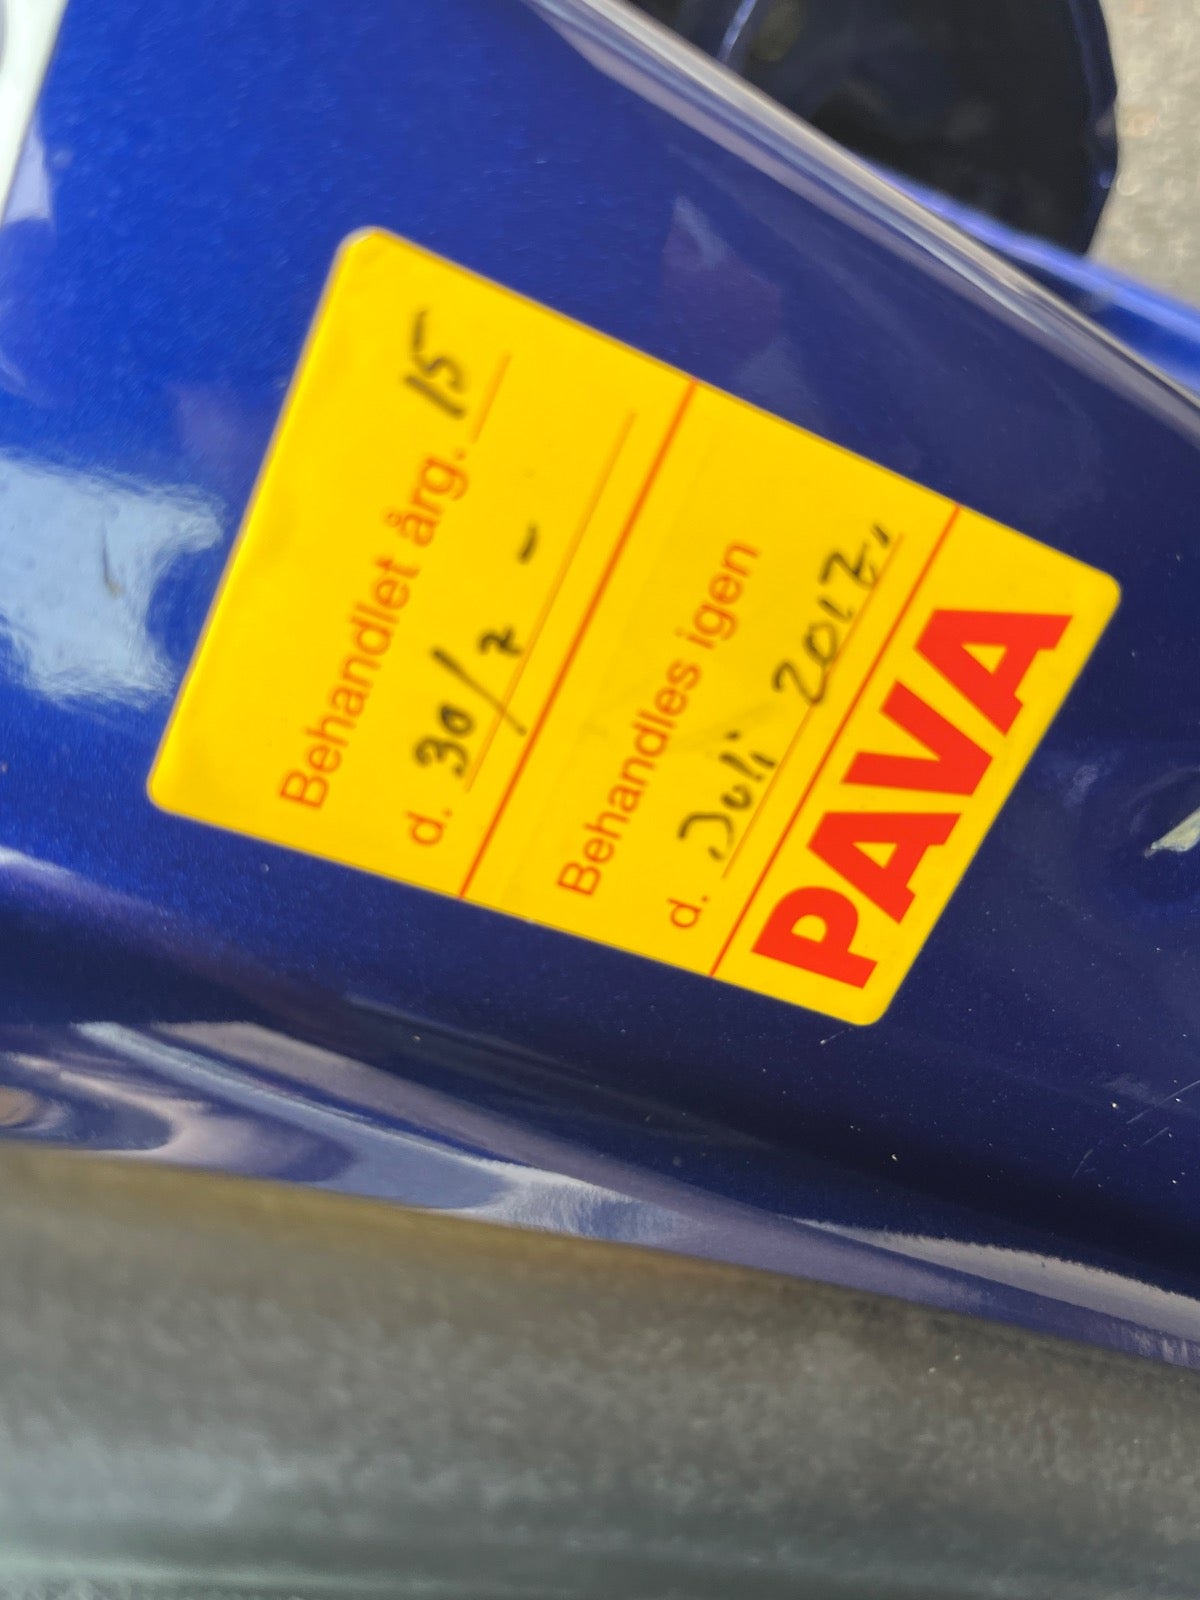 Behandlet årg. 15
d. 30/7 -
Behandles igen
d. Juli 2017
PAVA